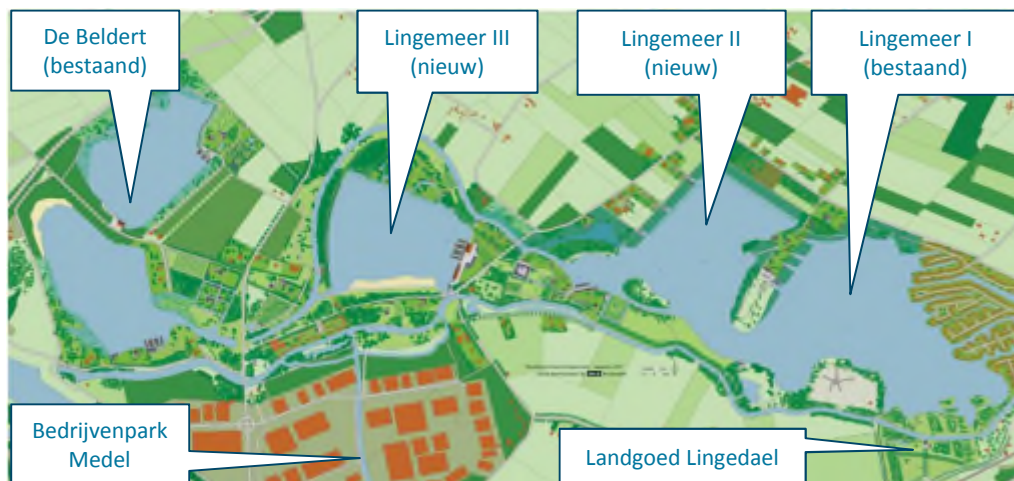 De Beldert
(bestaand)
Lingemeer III
(nieuw)
Lingemeer II
(nieuw)
Lingemeer I
(bestaand)
Bedrijvenpark
Medel
Landgoed Lingedael